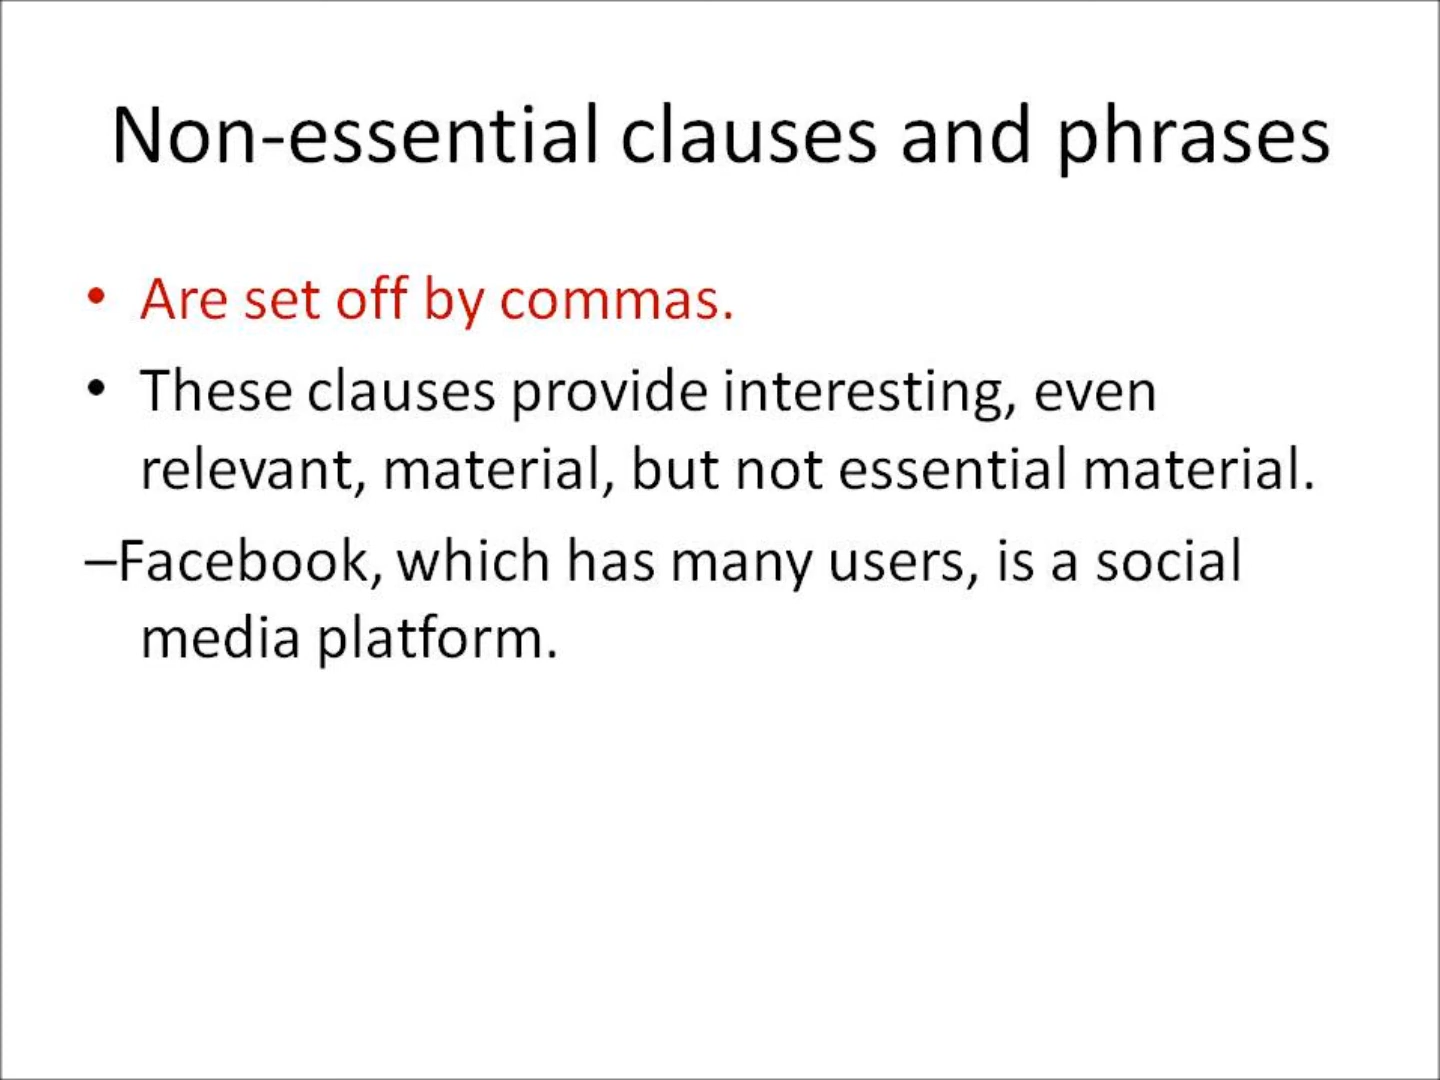 Non-essential clauses and phrases
• Are set off by commas.
• These clauses provide interesting, even
relevant, material, but not essential material.
–Facebook, which has many users, is a social
media platform.